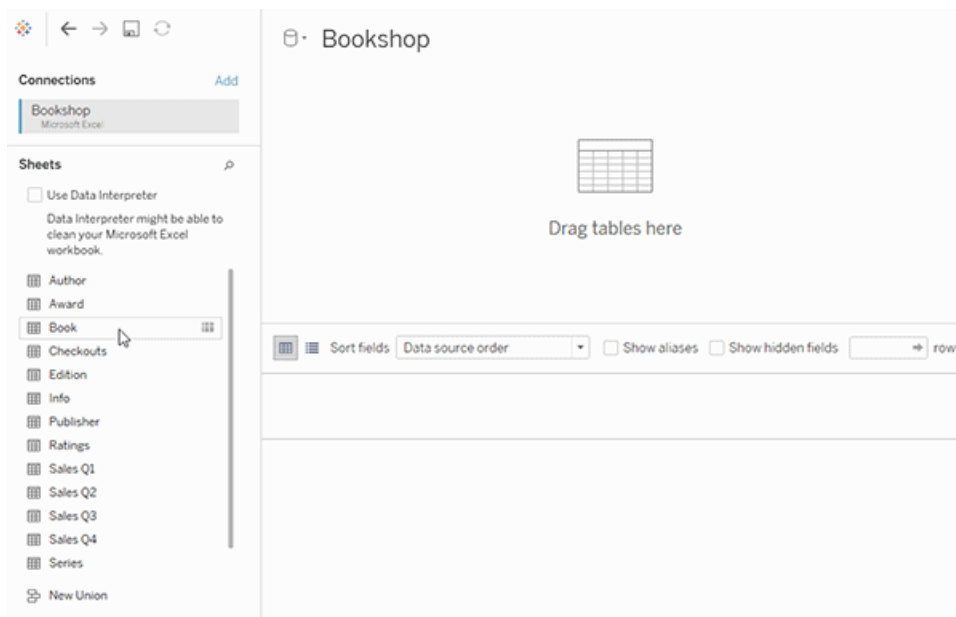 Bookshop
Connections
Add
Bookshop
Microsoft Excel
Sheets
Use Data Interpreter
Data Interpreter might be able to
clean your Microsoft Excel
workbook.
Author
Award
Book
Checkouts
Edition
Info
Publisher
Ratings
Sales Q1
Sales Q2
Sales Q3
Sales Q4
Series
New Union
Drag tables here
Sort fields Data source order Show aliases Show hidden fields row